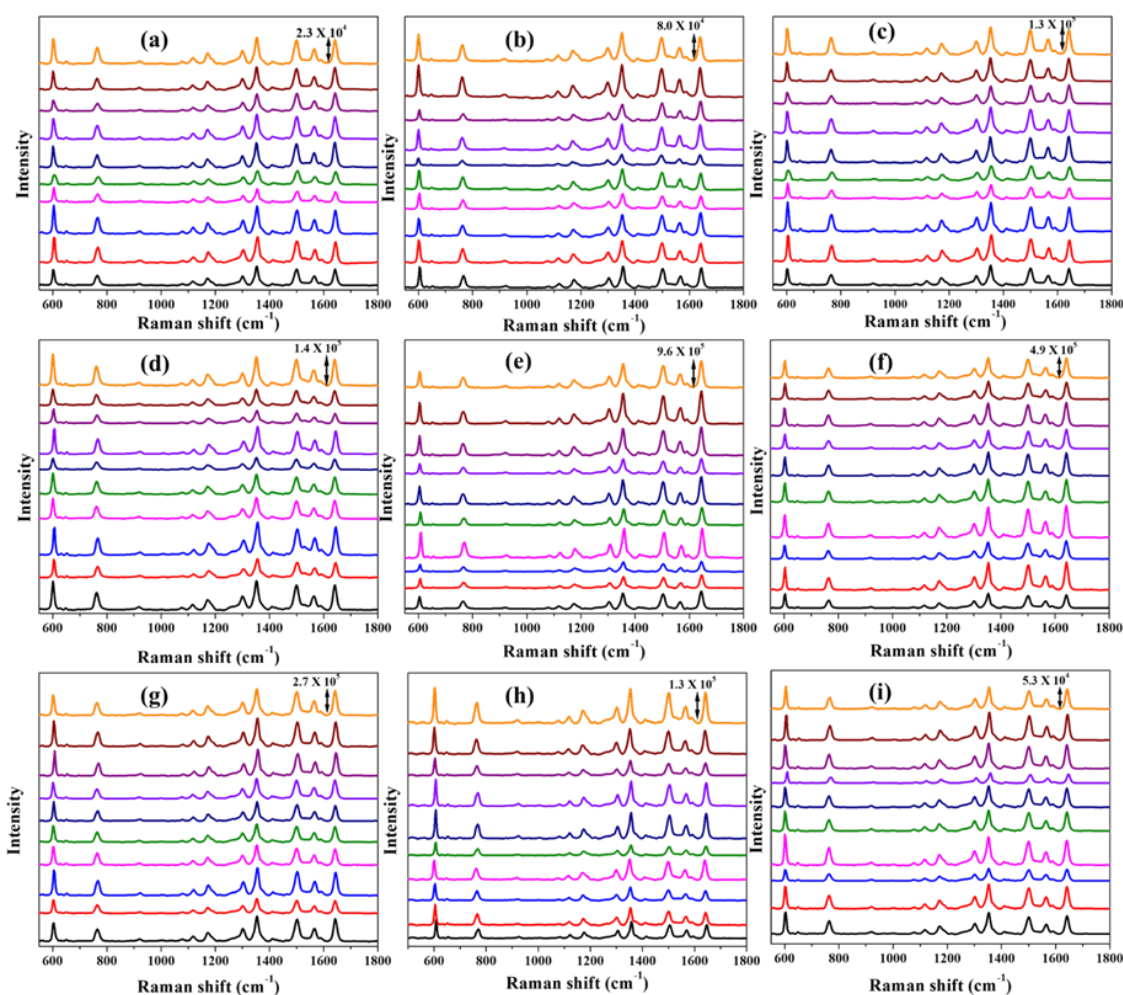 (a)
2.3 X 10⁴
(b)
8.0 X 10⁴
(c)
1.3 X 10⁵
Intensity
Intensity
Intensity
600 800 1000 1200 1400 1600 1800
600 800 1000 1200 1400 1600 1800
600 800 1000 1200 1400 1600 1800
Raman shift (cm⁻¹)
Raman shift (cm⁻¹)
Raman shift (cm⁻¹)
(d)
1.4 X 10⁵
(e)
9.6 X 10⁵
(f)
4.9 X 10⁵
Intensity
Intensity
Intensity
600 800 1000 1200 1400 1600 1800
600 800 1000 1200 1400 1600 1800
600 800 1000 1200 1400 1600 1800
Raman shift (cm⁻¹)
Raman shift (cm⁻¹)
Raman shift (cm⁻¹)
(g)
2.7 X 10⁵
(h)
1.3 X 10⁵
(i)
5.3 X 10⁴
Intensity
Intensity
Intensity
600 800 1000 1200 1400 1600 1800
600 800 1000 1200 1400 1600 1800
600 800 1000 1200 1400 1600 1800
Raman shift (cm⁻¹)
Raman shift (cm⁻¹)
Raman shift (cm⁻¹)